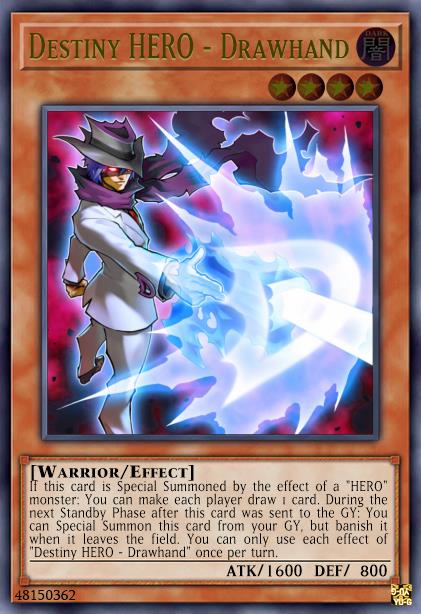 Destiny HERO - Drawhand
DARK
闇
[Warrior/Effect]
If this card is Special Summoned by the effect of a "HERO"
monster: You can make each player draw 1 card. During the
next Standby Phase after this card was sent to the GY: You
can Special Summon this card from your GY, but banish it
when it leaves the field. You can only use each effect of
"Destiny HERO - Drawhand" once per turn.
ATK/1600 DEF/ 800
48150362